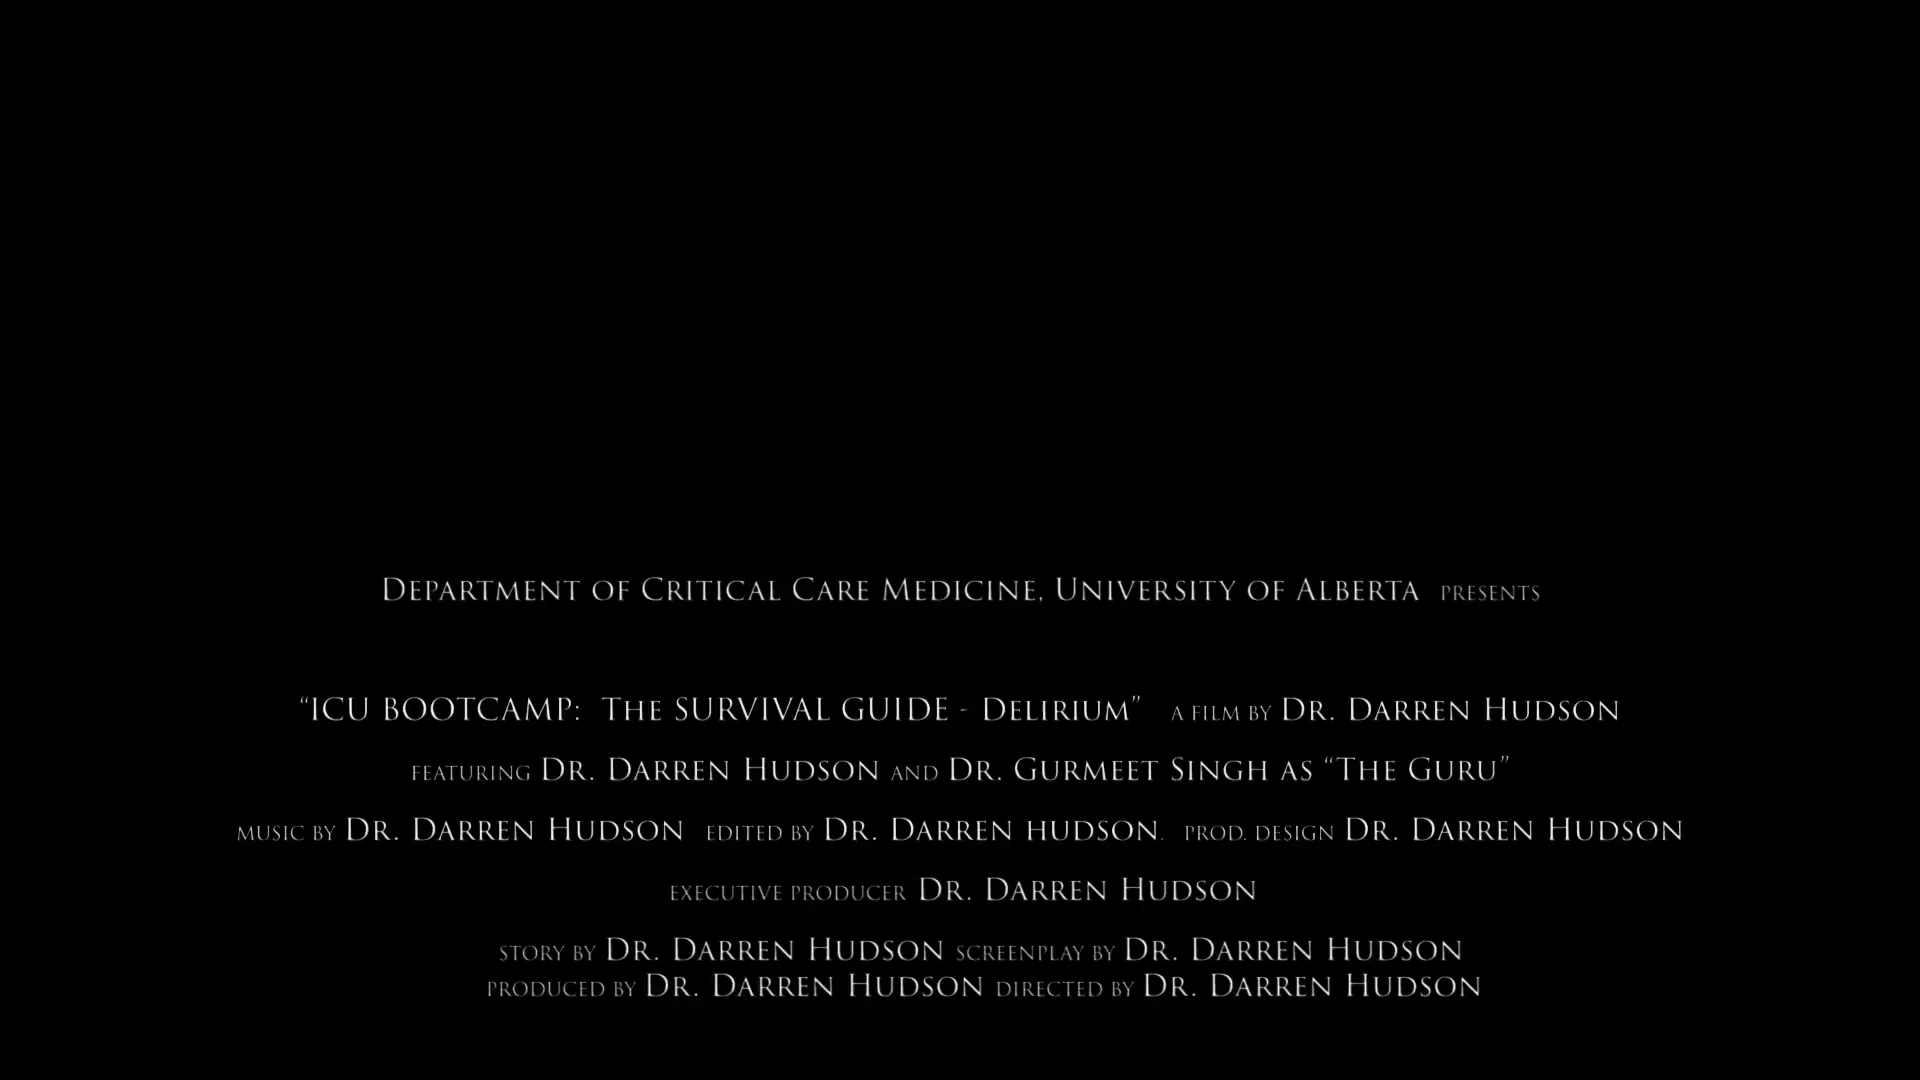 Department of Critical Care Medicine, University of Alberta presents
“ICU BOOTCAMP: The SURVIVAL GUIDE - Delirium” a film by Dr. Darren Hudson
featuring Dr. Darren Hudson and Dr. Gurmeet Singh as “The Guru”
music by Dr. Darren Hudson edited by Dr. Darren hudson. prod. design Dr. Darren Hudson
executive producer Dr. Darren Hudson
story by Dr. Darren Hudson screenplay by Dr. Darren Hudson
produced by Dr. Darren Hudson directed by Dr. Darren Hudson